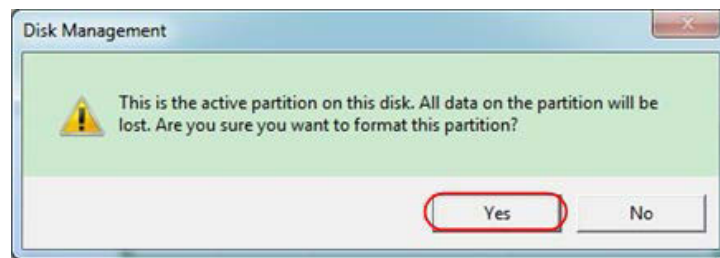 Disk Management
This is the active partition on this disk. All data on the partition will be
lost. Are you sure you want to format this partition?
Yes No